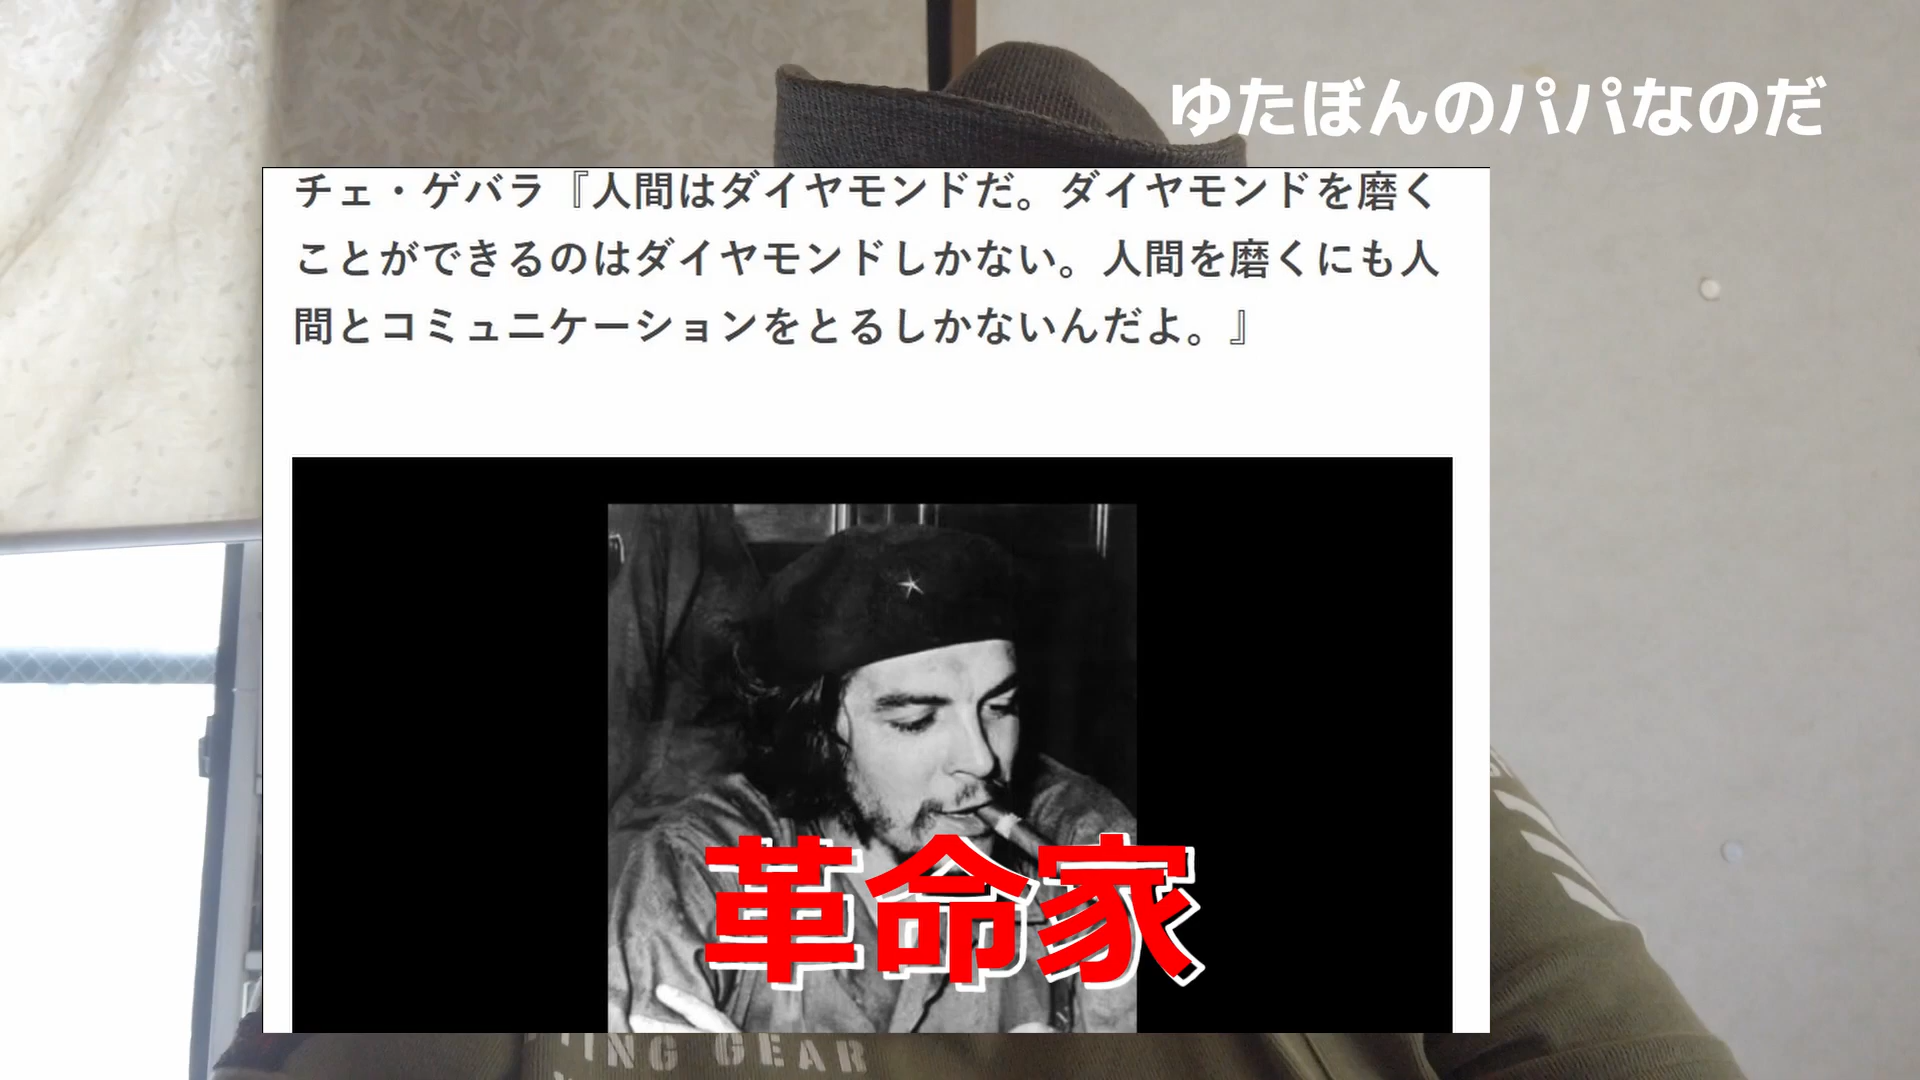 ゆたぼんのパパなのだ
チェ・ゲバラ『人間はダイヤモンドだ。ダイヤモンドを磨く
ことができるのはダイヤモンドしかない。人間を磨くにも人
間とコミュニケーションをとるしかないんだよ。』
革命家
GEAR